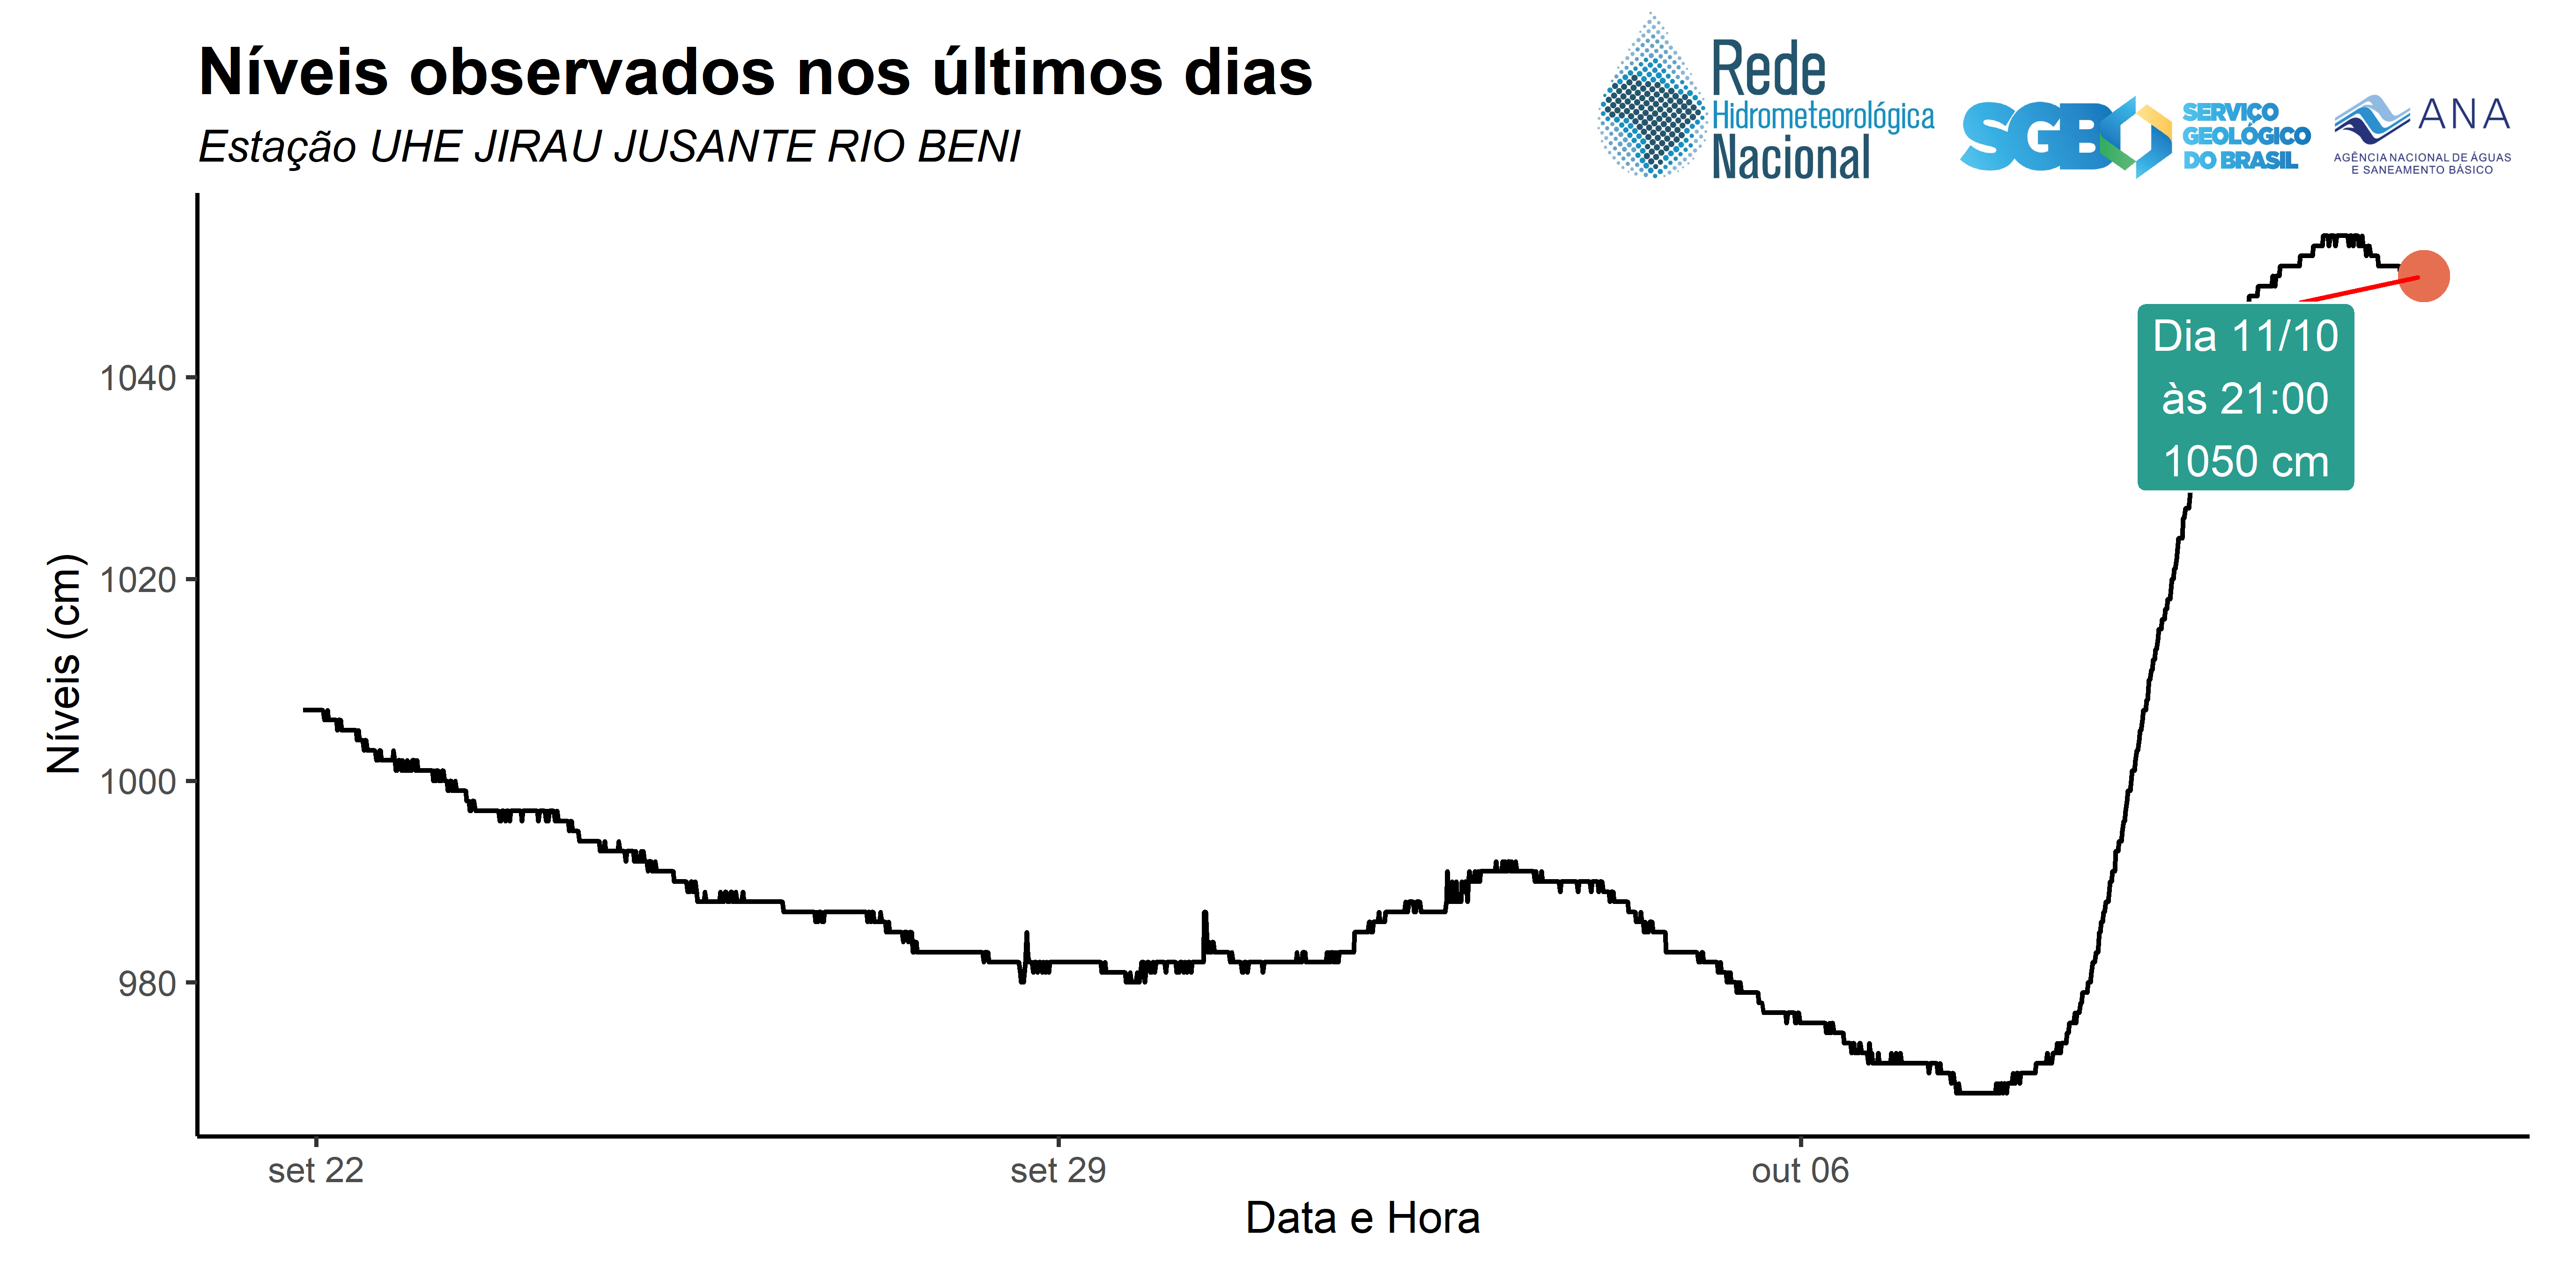 Níveis observados nos últimos dias
Estação UHE JIRAU JUSANTE RIO BENI
Rede
Hidrometeorológica
Nacional
SGB
SERVIÇO
GEOLÓGICO
DO BRASIL
ANA
AGÊNCIA NACIONAL DE ÁGUAS
E SANEAMENTO BÁSICO
Níveis (cm)
1040
1020
1000
980
Dia 11/10
às 21:00
1050 cm
set 22
set 29
out 06
Data e Hora